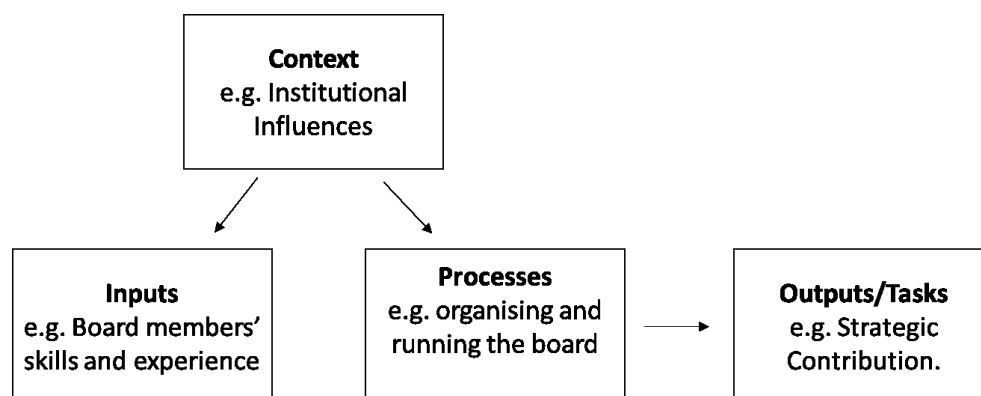 Context
e.g. Institutional
Influences
Inputs
e.g. Board members’
skills and experience
Processes
e.g. organising and
running the board
Outputs/Tasks
e.g. Strategic
Contribution.